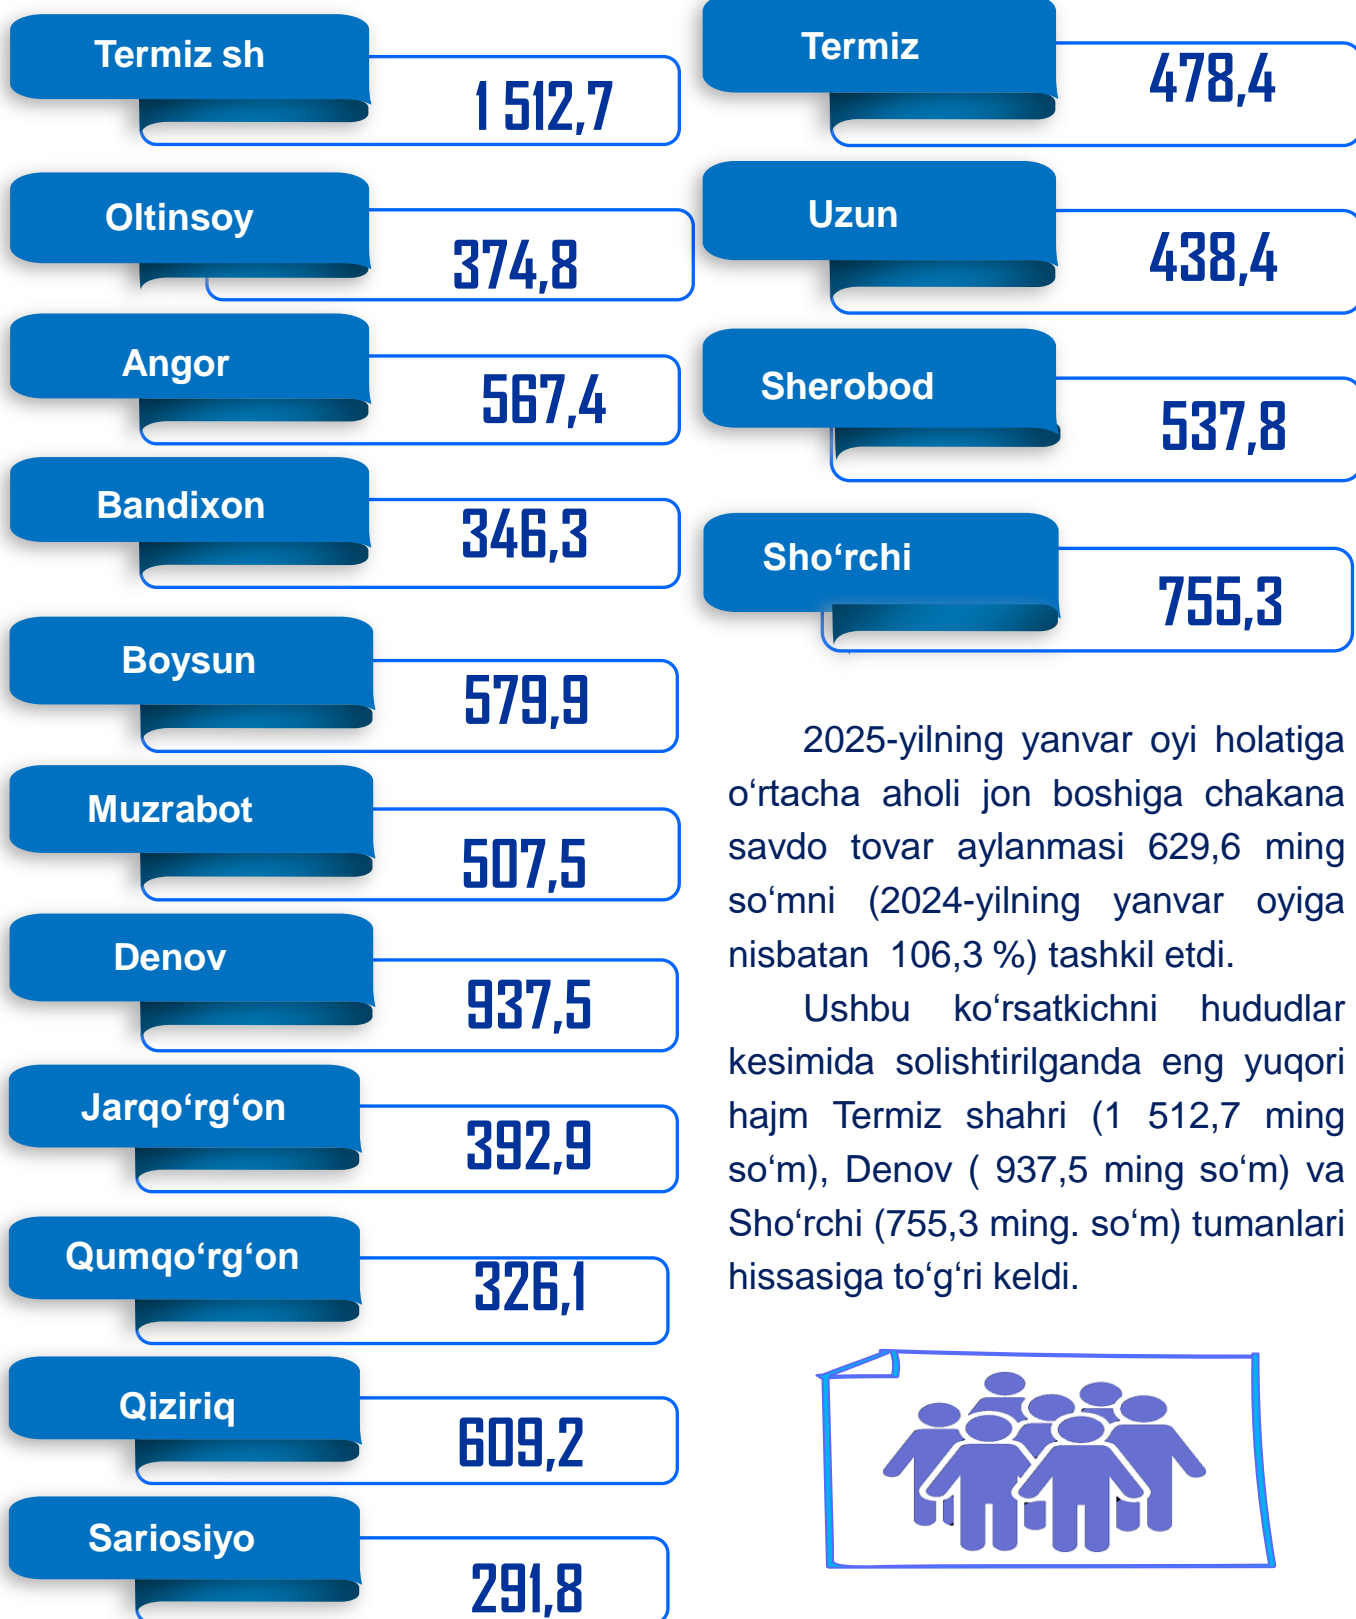 Termiz sh
1 512,7
Oltinsoy
374,8
Angor
567,4
Bandixon
346,3
Boysun
579,9
Muzrabot
507,5
Denov
937,5
Jarqo‘rg‘on
392,9
Qumqo‘rg‘on
326,1
Qiziriq
609,2
Sariosiyo
291,8
Termiz
478,4
Uzun
438,4
Sherobod
537,8
Sho‘rchi
755,3
2025-yilning yanvar oyi holatiga
o‘rtacha aholi jon boshiga chakana
savdo tovar aylanmasi 629,6 ming
so‘mni (2024-yilning yanvar oyiga
nisbatan 106,3 %) tashkil etdi.
Ushbu ko‘rsatkichni hududlar
kesimida solishtirilganda eng yuqori
hajm Termiz shahri (1 512,7 ming
so‘m), Denov ( 937,5 ming so‘m) va
Sho‘rchi (755,3 ming. so‘m) tumanlari
hissasiga to‘g‘ri keldi.